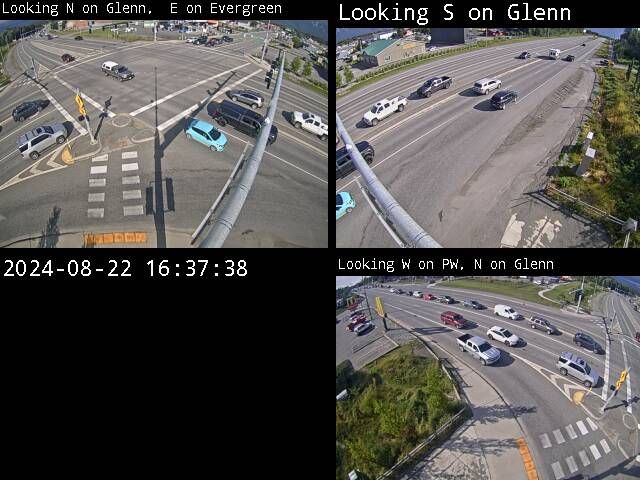 Looking N on Glenn, E on Evergreen
Looking S on Glenn
2024-08-22 16:37:38
Looking W on PW, N on Glenn